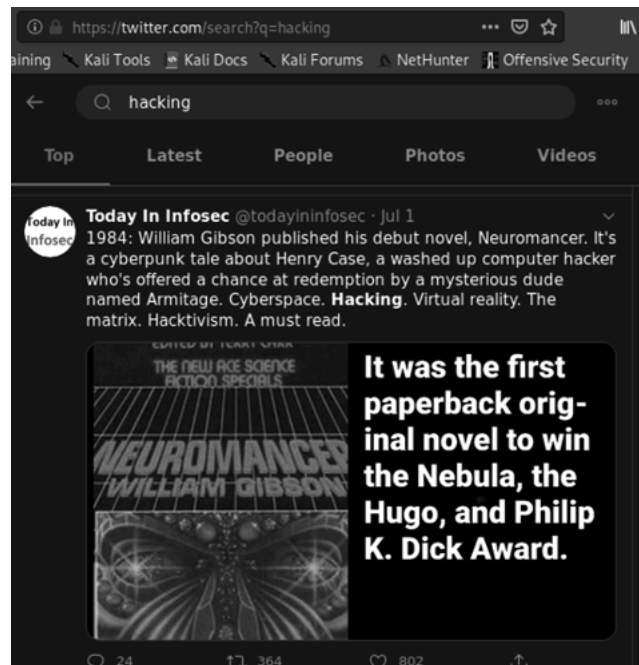 https://twitter.com/search?q=hacking
aining Kali Tools Kali Docs Kali Forums NetHunter Offensive Security
hacking
Top Latest People Photos Videos
Today In Infosec @todayininfosec · Jul 1
Today In
Infosec
1984: William Gibson published his debut novel, Neuromancer. It's
a cyberpunk tale about Henry Case, a washed up computer hacker
who's offered a chance at redemption by a mysterious dude
named Armitage. Cyberspace. Hacking. Virtual reality. The
matrix. Hacktivism. A must read.
EDITED BY TERRY CARR
THE NEW ACE SCIENCE
FICTION SPECIALS
NEUROMANCER
WILLIAM GIBSON
It was the first
paperback orig-
inal novel to win
the Nebula, the
Hugo, and Philip
K. Dick Award.
24 364 802